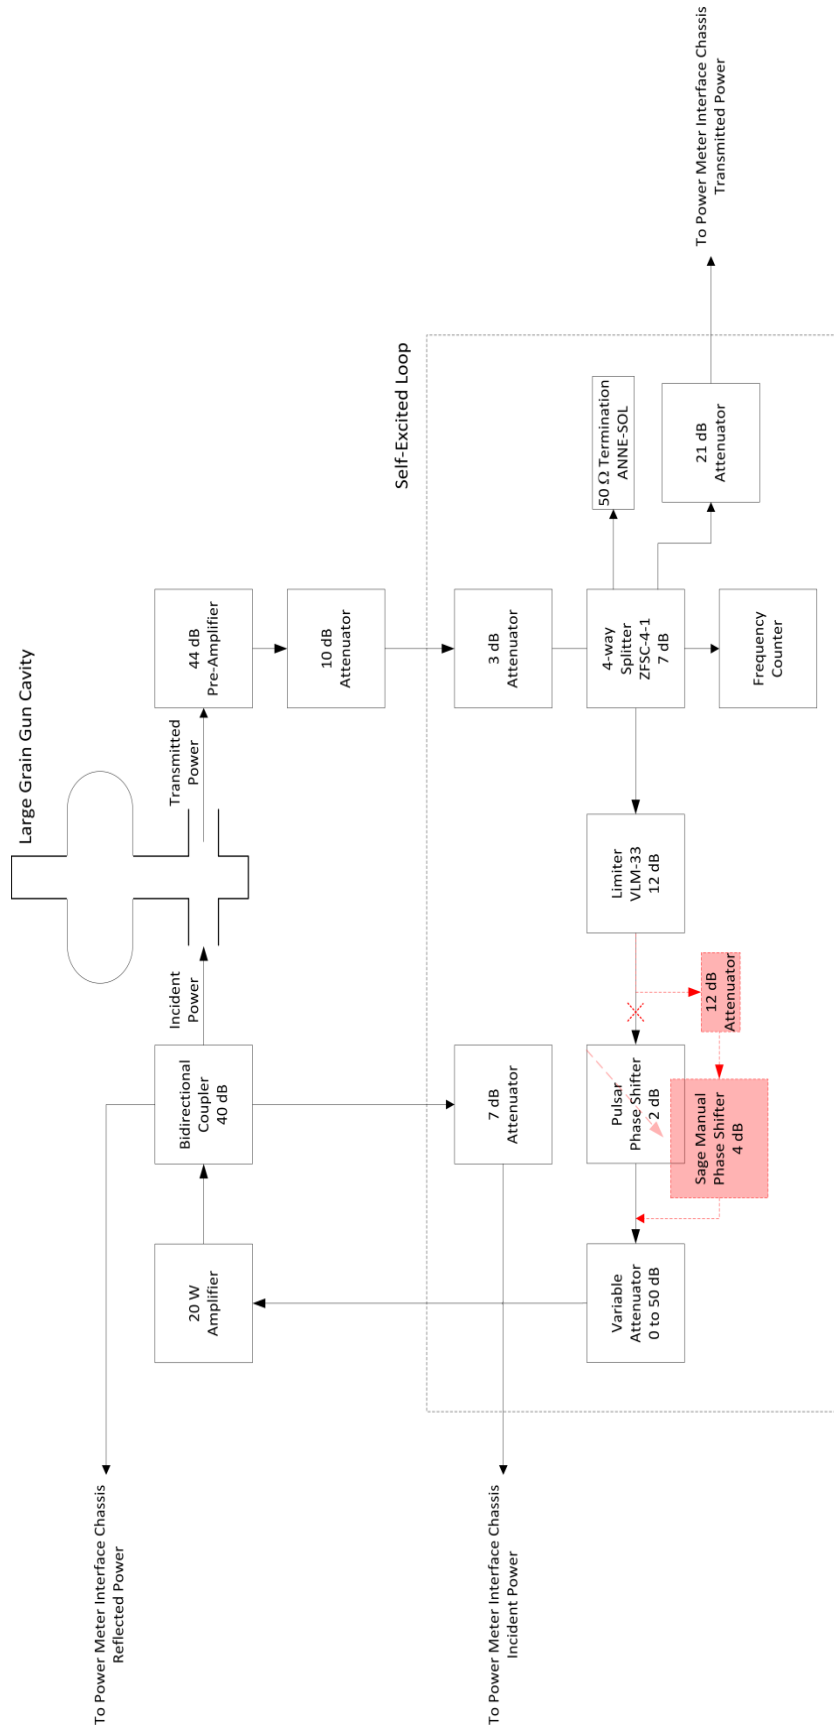 Large Grain Gun Cavity
To Power Meter Interface Chassis
Reflected Power
20 W
Amplifier
Bidirectional
Coupler
40 dB
Incident
Power
Transmitted
Power
44 dB
Pre-Amplifier
10 dB
Attenuator
Self-Excited Loop
To Power Meter Interface Chassis
Incident Power
7 dB
Attenuator
3 dB
Attenuator
Variable
Attenuator
0 to 50 dB
Pulsar
Phase Shifter
2 dB
Limiter
VLM-33
12 dB
4-way
Splitter
ZFSC-4-1
7 dB
50 Ω Termination
ANNE-SOL
Sage Manual
Phase Shifter
4 dB
12 dB
Attenuator
Frequency
Counter
21 dB
Attenuator
To Power Meter Interface Chassis
Transmitted Power